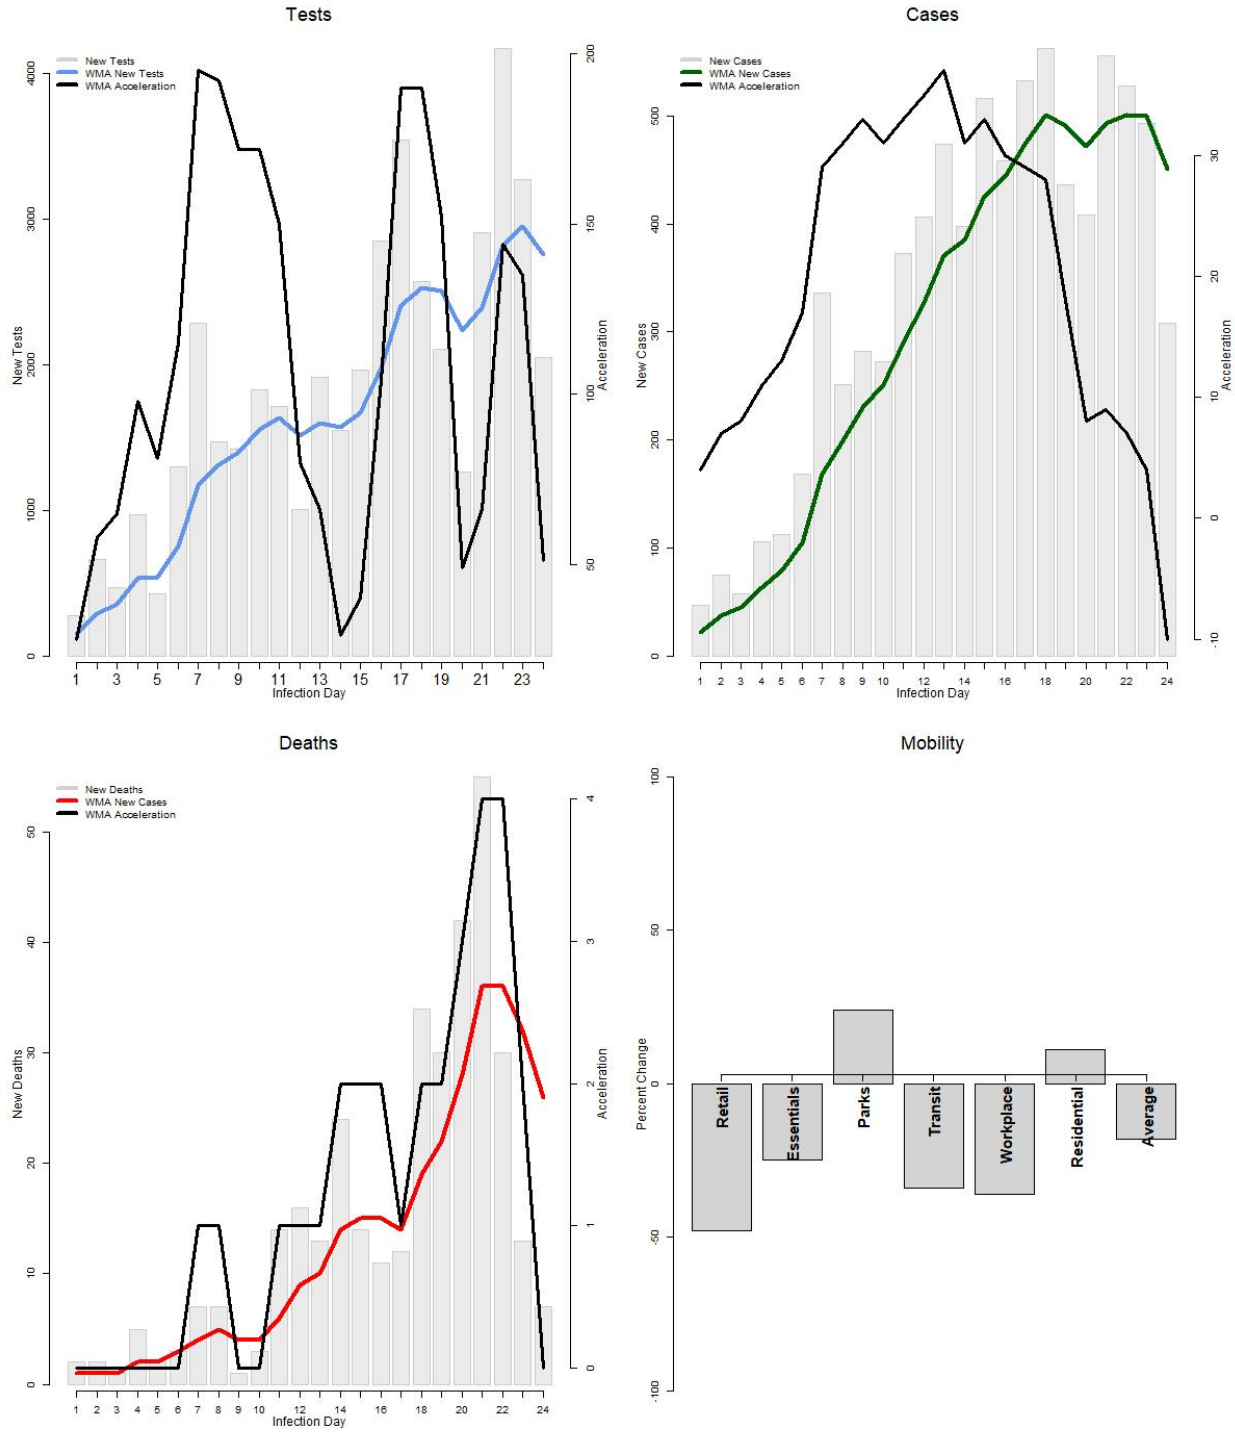 Tests
New Tests
WMA New Tests
WMA Acceleration
New Tests
0
1000
2000
3000
4000
Acceleration
50
100
150
200
1 3 5 7 9 11 13 15 17 19 21 23
Infection Day
Cases
New Cases
WMA New Cases
WMA Acceleration
New Cases
0
100
200
300
400
500
Acceleration
-10
0
10
20
30
1 2 3 4 5 6 7 8 9 10 12 14 16 18 20 22 24
Infection Day
Deaths
New Deaths
WMA New Cases
WMA Acceleration
New Deaths
0
10
20
30
40
50
Acceleration
0
1
2
3
4
1 2 3 4 5 6 7 8 9 10 12 14 16 18 20 22 24
Infection Day
Mobility
Percent Change
-100
-50
0
50
100
Retail
Essentials
Parks
Transit
Workplace
Residential
Average